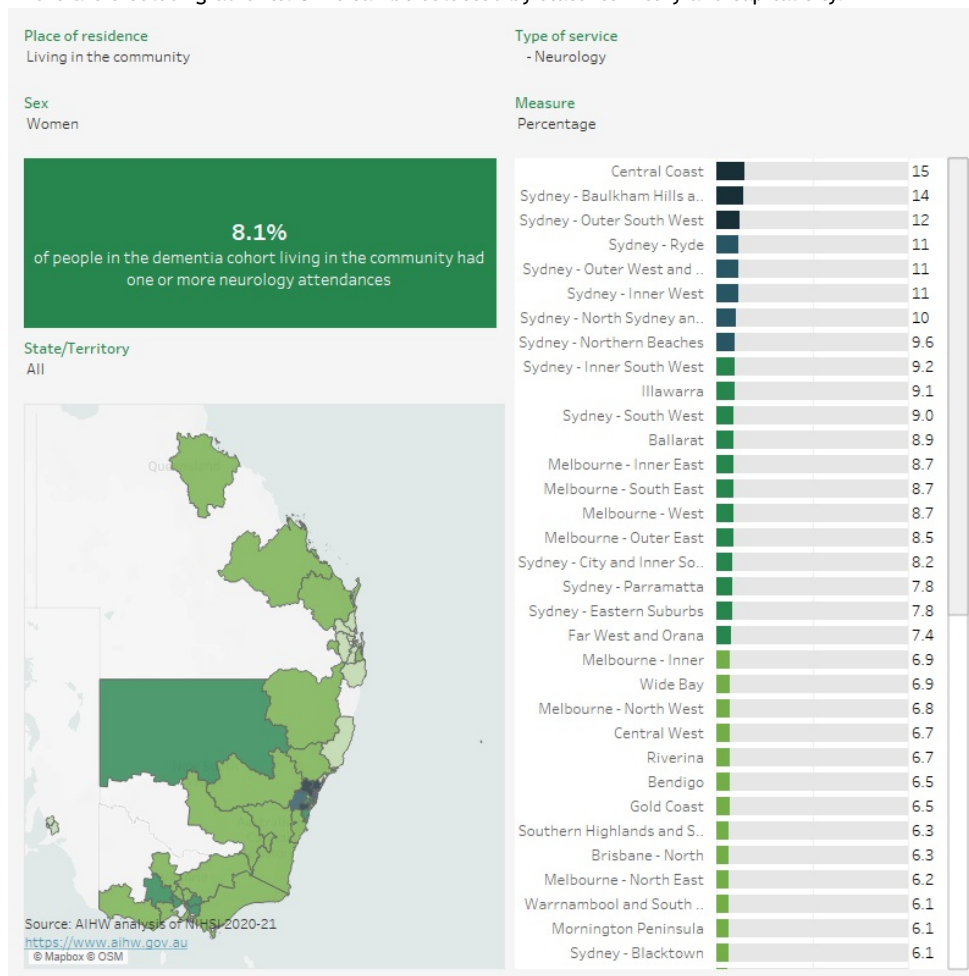 Place of residence
Living in the community
Type of service
- Neurology
Sex
Women
Measure
Percentage
8.1%
of people in the dementia cohort living in the community had
one or more neurology attendances
State/Territory
All
Source: AIHW analysis of NIHSI 2020-21
https://www.aihw.gov.au
© Mapbox © OSM
Central Coast 15
Sydney - Baulkham Hills a.. 14
Sydney - Outer South West 12
Sydney - Ryde 11
Sydney - Outer West and .. 11
Sydney - Inner West 11
Sydney - North Sydney an.. 10
Sydney - Northern Beaches 9.6
Sydney - Inner South West 9.2
Illawarra 9.1
Sydney - South West 9.0
Ballarat 8.9
Melbourne - Inner East 8.7
Melbourne - South East 8.7
Melbourne - West 8.7
Melbourne - Outer East 8.5
Sydney - City and Inner So.. 8.2
Sydney - Parramatta 7.8
Sydney - Eastern Suburbs 7.8
Far West and Orana 7.4
Melbourne - Inner 6.9
Wide Bay 6.9
Melbourne - North West 6.8
Central West 6.7
Riverina 6.7
Bendigo 6.5
Gold Coast 6.5
Southern Highlands and S.. 6.3
Brisbane - North 6.3
Melbourne - North East 6.2
Warrnambool and South .. 6.1
Mornington Peninsula 6.1
Sydney - Blacktown 6.1